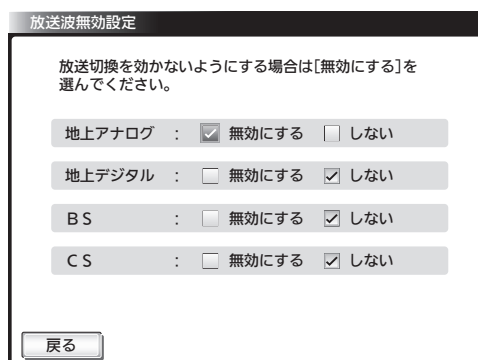 放送波無効設定
放送切換を効かないようにする場合は[無効にする]を
選んでください。
地上アナログ : 無効にする しない
地上デジタル : 無効にする しない
BS : 無効にする しない
CS : 無効にする しない
戻る